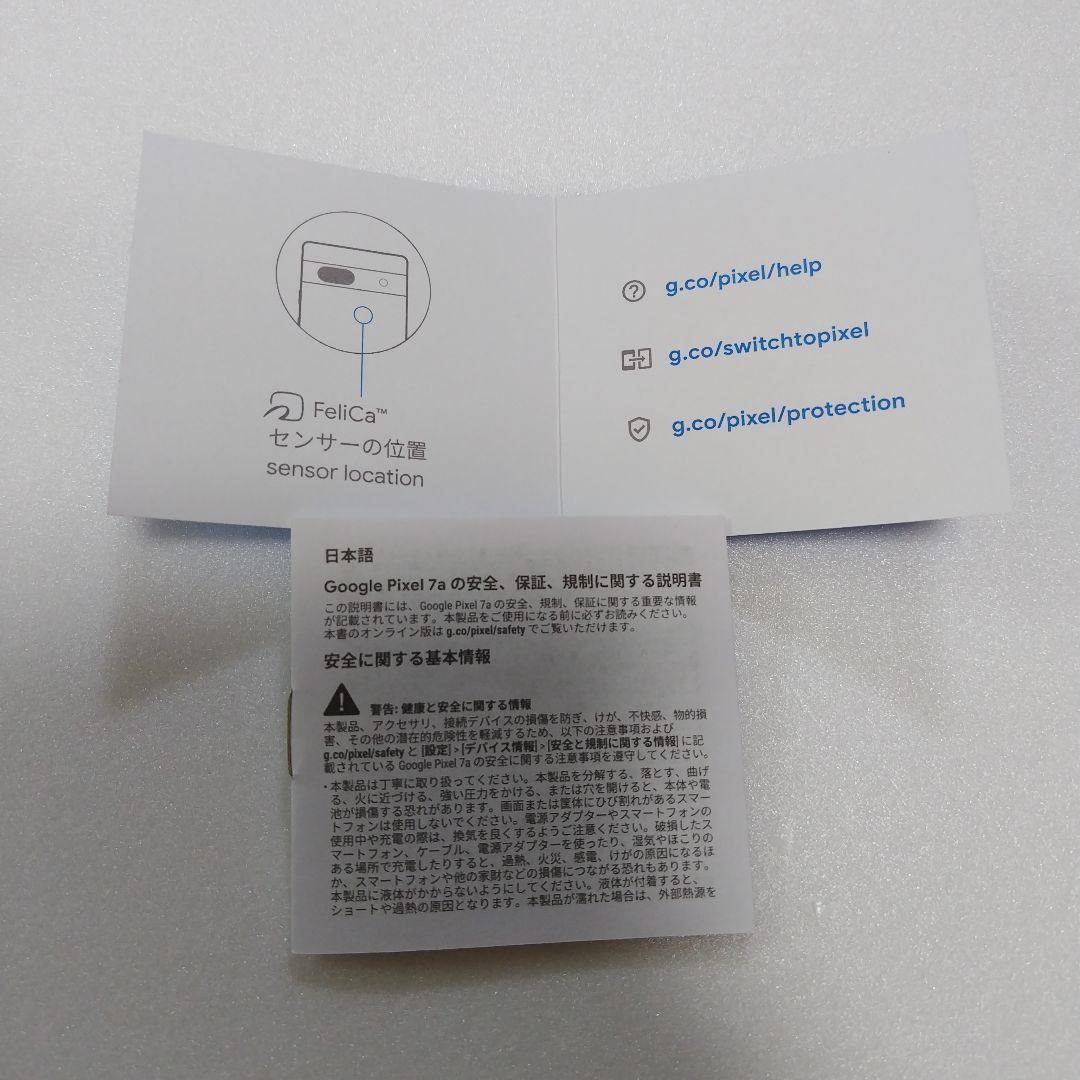 FeliCa™
センサーの位置
sensor location
g.co/pixel/help
g.co/switchtopixel
g.co/pixel/protection
日本語
Google Pixel 7a の安全、保証、規制に関する説明書
この説明書には、Google Pixel 7a の安全、規制、保証に関する重要な情報
が記載されています。本製品をご使用になる前に必ずお読みください。
本書のオンライン版は g.co/pixel/safety でご覧いただけます。
安全に関する基本情報
警告: 健康と安全に関する情報
本製品、アクセサリ、接続デバイスの損傷を防ぎ、けが、不快感、物的損
害、その他の潜在的危険性を軽減するため、以下の注意事項および
g.co/pixel/safety と [設定] > [デバイス情報] > [安全と規制に関する情報] に記
載されている Google Pixel 7a の安全に関する注意事項を遵守してください。
• 本製品は丁寧に取り扱ってください。本製品を分解する、落とす、曲げ
る、火に近づける、強い圧力をかける、または穴を開けると、本体や電
池が損傷する恐れがあります。画面または筐体にひび割れがあるスマー
トフォンは使用しないでください。電源アダプターやスマートフォンの
使用中や充電の際は、換気を良くするようご注意ください。破損したス
マートフォン、ケーブル、電源アダプターを使ったり、湿気やほこりの
ある場所で充電したりすると、過熱、火災、感電、けがの原因になるほ
か、スマートフォンや他の家財などの損傷につながる恐れもあります。
本製品に液体がかからないようにしてください。液体が付着すると、
ショートや過熱の原因となります。本製品が濡れた場合は、外部熱源を